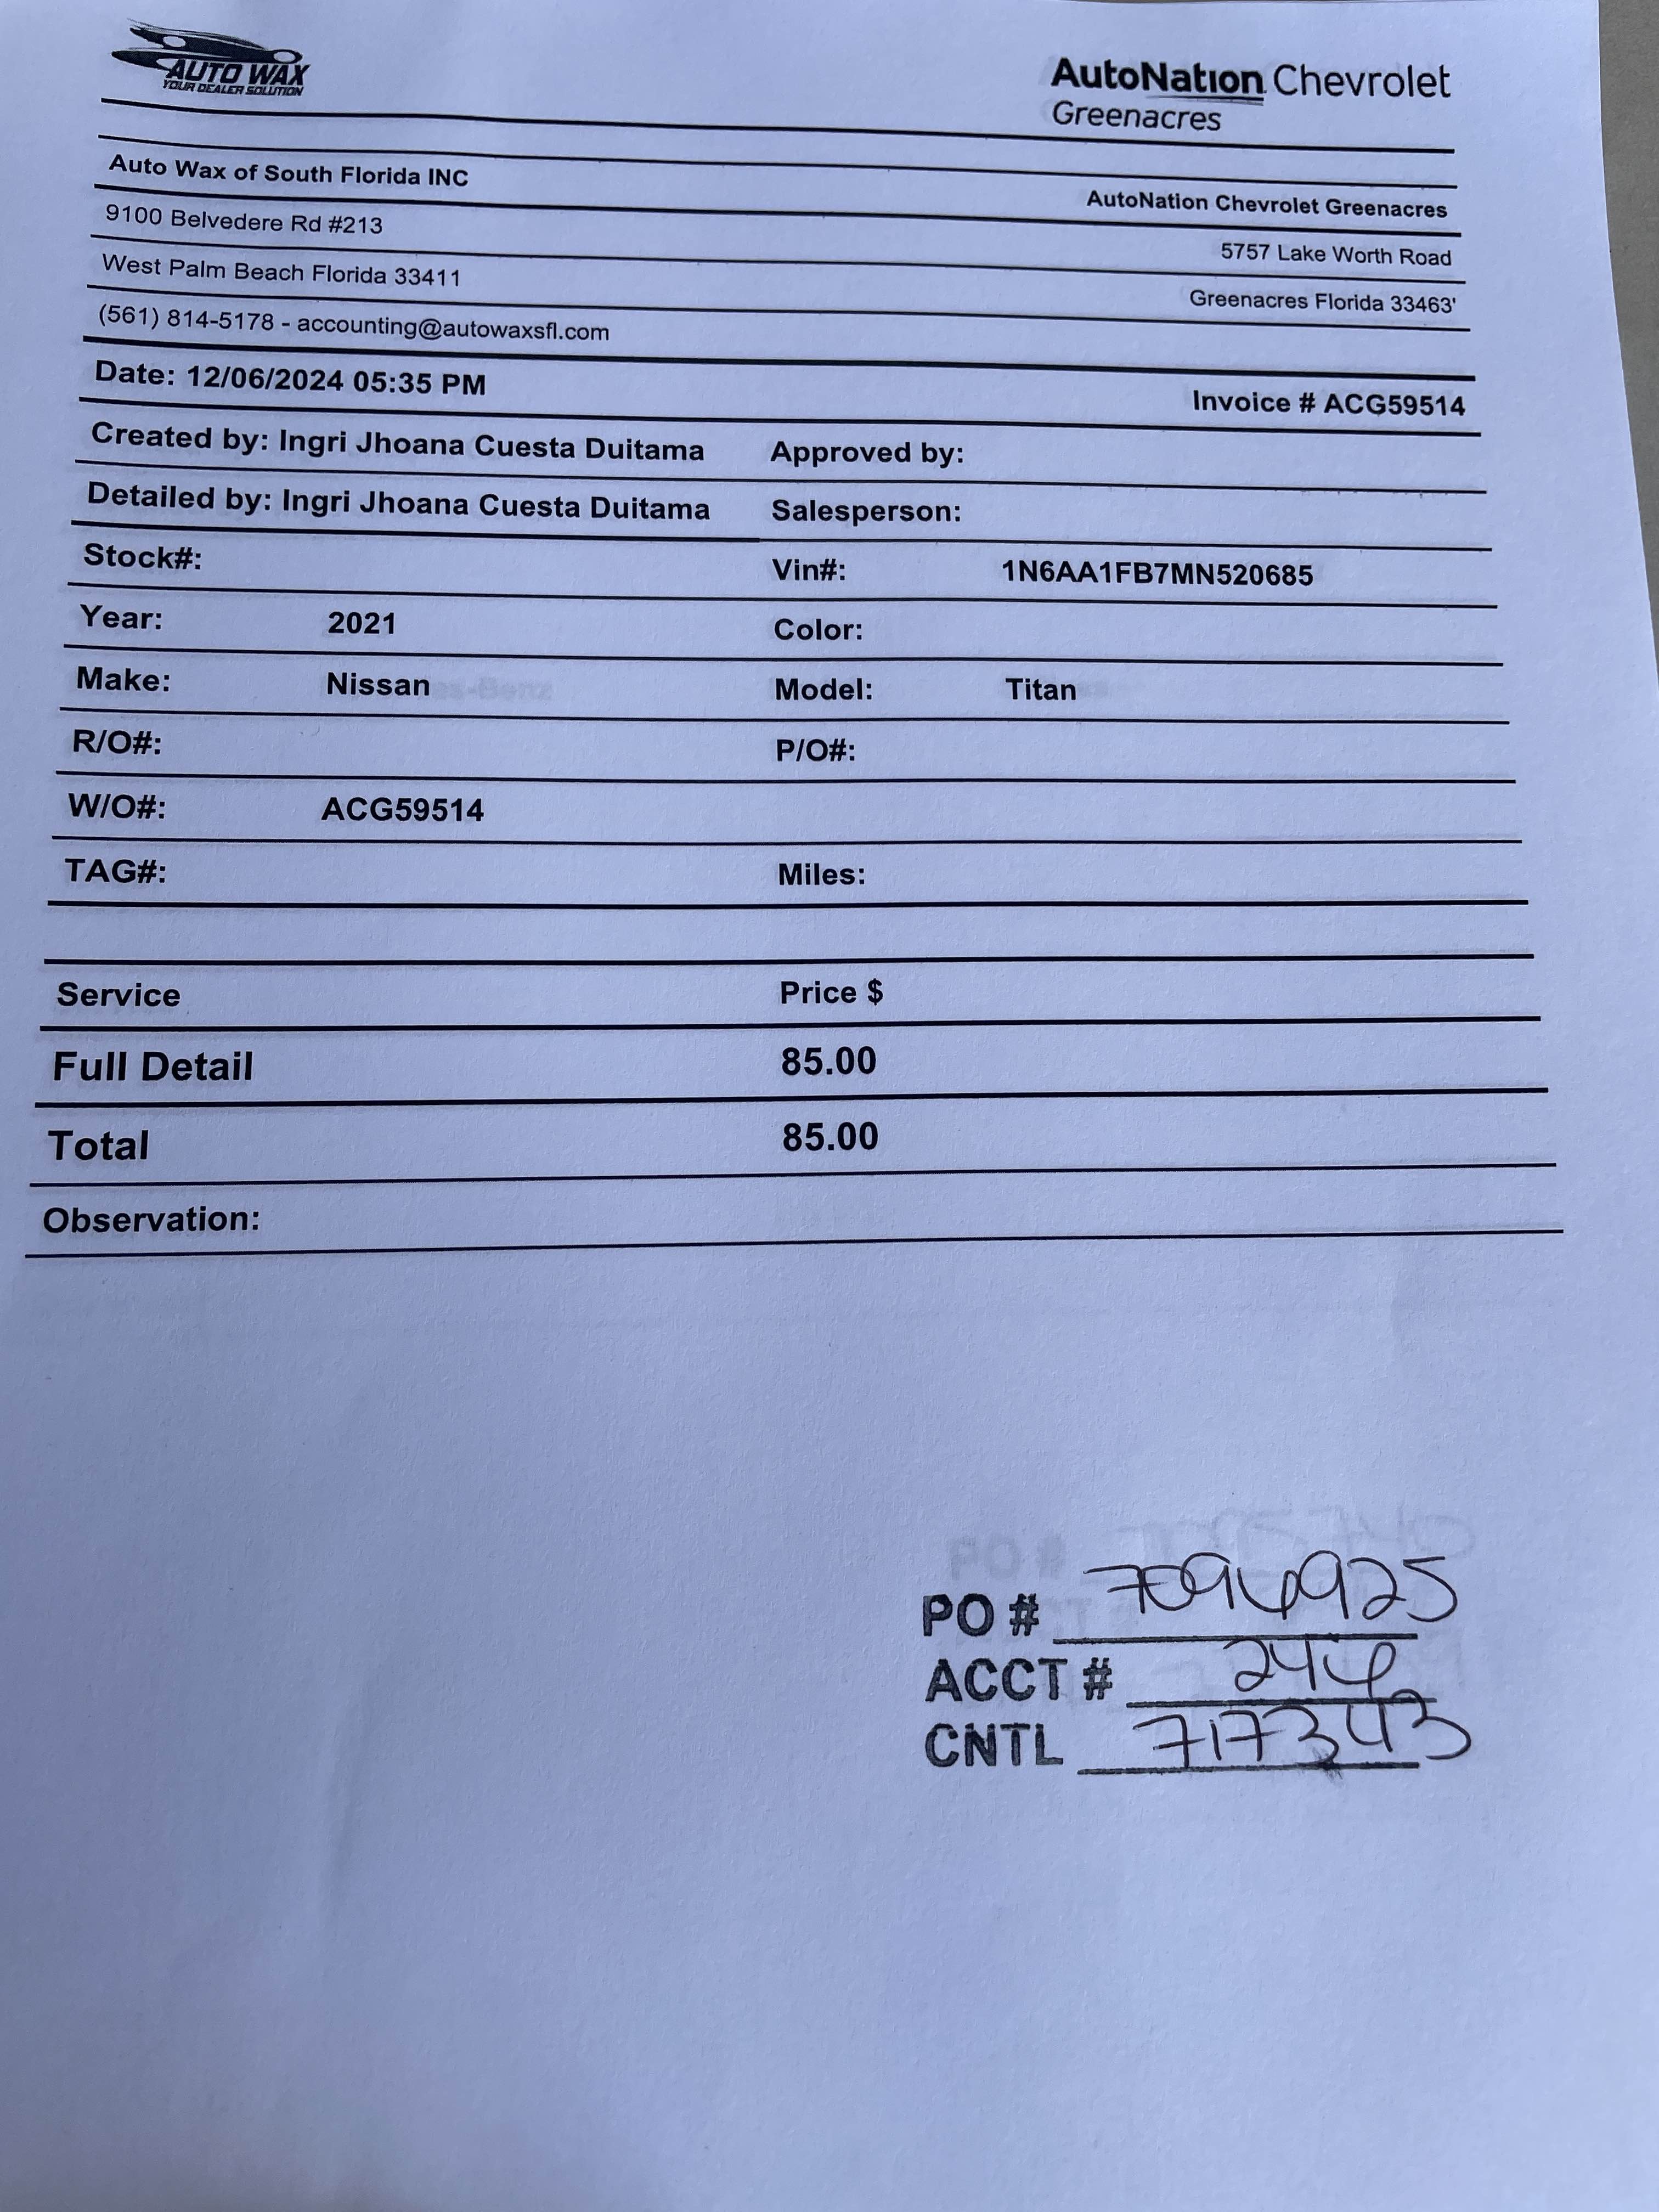 AUTO WAX
YOUR DEALER SOLUTION
AutoNation Chevrolet
Greenacres
Auto Wax of South Florida INC
AutoNation Chevrolet Greenacres
9100 Belvedere Rd #213
5757 Lake Worth Road
West Palm Beach Florida 33411
Greenacres Florida 33463'
(561) 814-5178 - accounting@autowaxsfl.com
Date: 12/06/2024 05:35 PM Invoice # ACG59514
Created by: Ingri Jhoana Cuesta Duitama Approved by:
Detailed by: Ingri Jhoana Cuesta Duitama Salesperson:
Stock#: Vin#: 1N6AA1FB7MN520685
Year: 2021 Color:
Make: Nissan Model: Titan
R/O#: P/O#:
W/O#: ACG59514
TAG#: Miles:
Service Price $
Full Detail 85.00
Total 85.00
Observation:
PO # 7096925
ACCT # 246
CNTL 717343